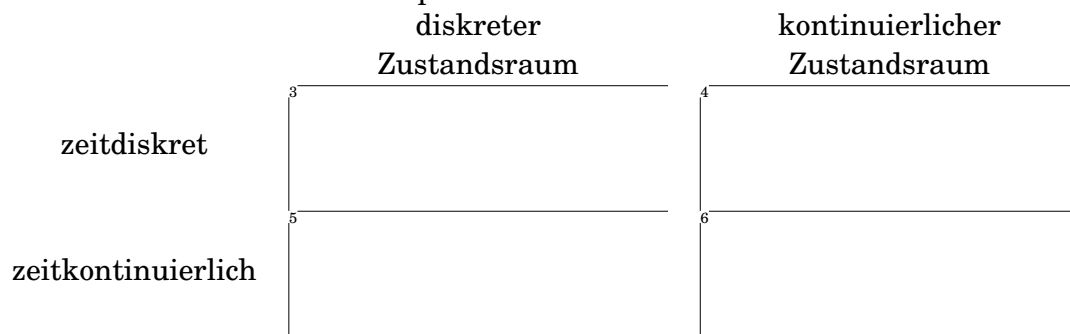 diskreter kontinuierlicher
Zustandsraum Zustandsraum
3 4
zeitdiskret
5 6
zeitkontinuierlich